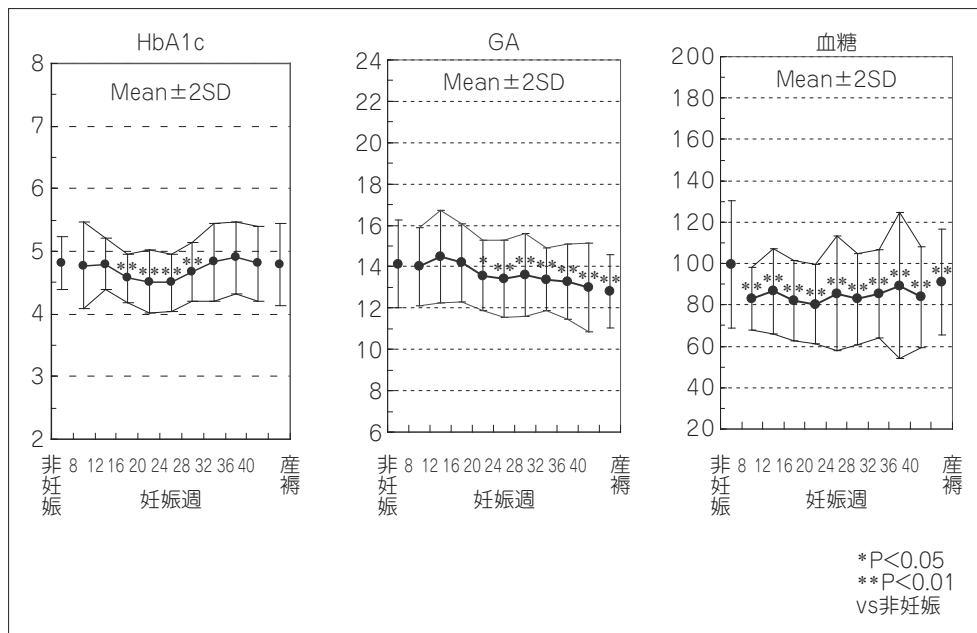 HbA1c
Mean±2SD
8
7
6
5
4
3
2
** ** ** **
非妊娠 8 12 16 20 24 28 32 36 40 産褥
妊娠週
GA
Mean±2SD
24
22
20
18
16
14
12
10
8
6
* ** ** ** ** ** **
非妊娠 8 12 16 20 24 28 32 36 40 産褥
妊娠週
血糖
Mean±2SD
200
180
160
140
120
100
80
60
40
20
** ** ** ** ** ** ** ** ** **
非妊娠 8 12 16 20 24 28 32 36 40 産褥
妊娠週
*P<0.05
**P<0.01
vs非妊娠